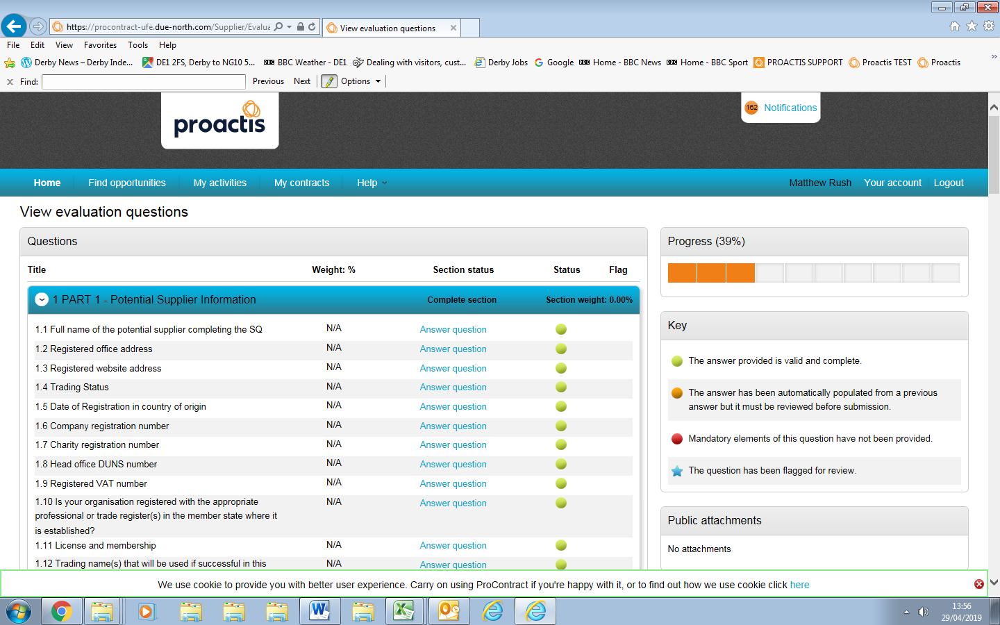 https://procontract-ufe.due-north.com/Supplier/Evalua
View evaluation questions
File Edit View Favorites Tools Help
Derby News – Derby Inde... DE1 2FS, Derby to NG10 5... BBC Weather - DE1 Dealing with visitors, cust... Derby Jobs Google Home - BBC News Home - BBC Sport PROACTIS SUPPORT Proactis TEST Proactis
Find: Previous Next Options
proactis
162 Notifications
Home Find opportunities My activities My contracts Help Matthew Rush Your account Logout
View evaluation questions
Questions
Title Weight: % Section status Status Flag
1 PART 1 - Potential Supplier Information Complete section Section weight: 0.00%
1.1 Full name of the potential supplier completing the SQ N/A Answer question
1.2 Registered office address N/A Answer question
1.3 Registered website address N/A Answer question
1.4 Trading Status N/A Answer question
1.5 Date of Registration in country of origin N/A Answer question
1.6 Company registration number N/A Answer question
1.7 Charity registration number N/A Answer question
1.8 Head office DUNS number N/A Answer question
1.9 Registered VAT number N/A Answer question
1.10 Is your organisation registered with the appropriate N/A Answer question
professional or trade register(s) in the member state where it
is established?
1.11 License and membership N/A Answer question
1.12 Trading name(s) that will be used if successful in this N/A Answer question
Progress (39%)
Key
The answer provided is valid and complete.
The answer has been automatically populated from a previous
answer but it must be reviewed before submission.
Mandatory elements of this question have not been provided.
The question has been flagged for review.
Public attachments
No attachments
We use cookie to provide you with better user experience. Carry on using ProContract if you're happy with it, or to find out how we use cookie click here
13:56
29/04/2019